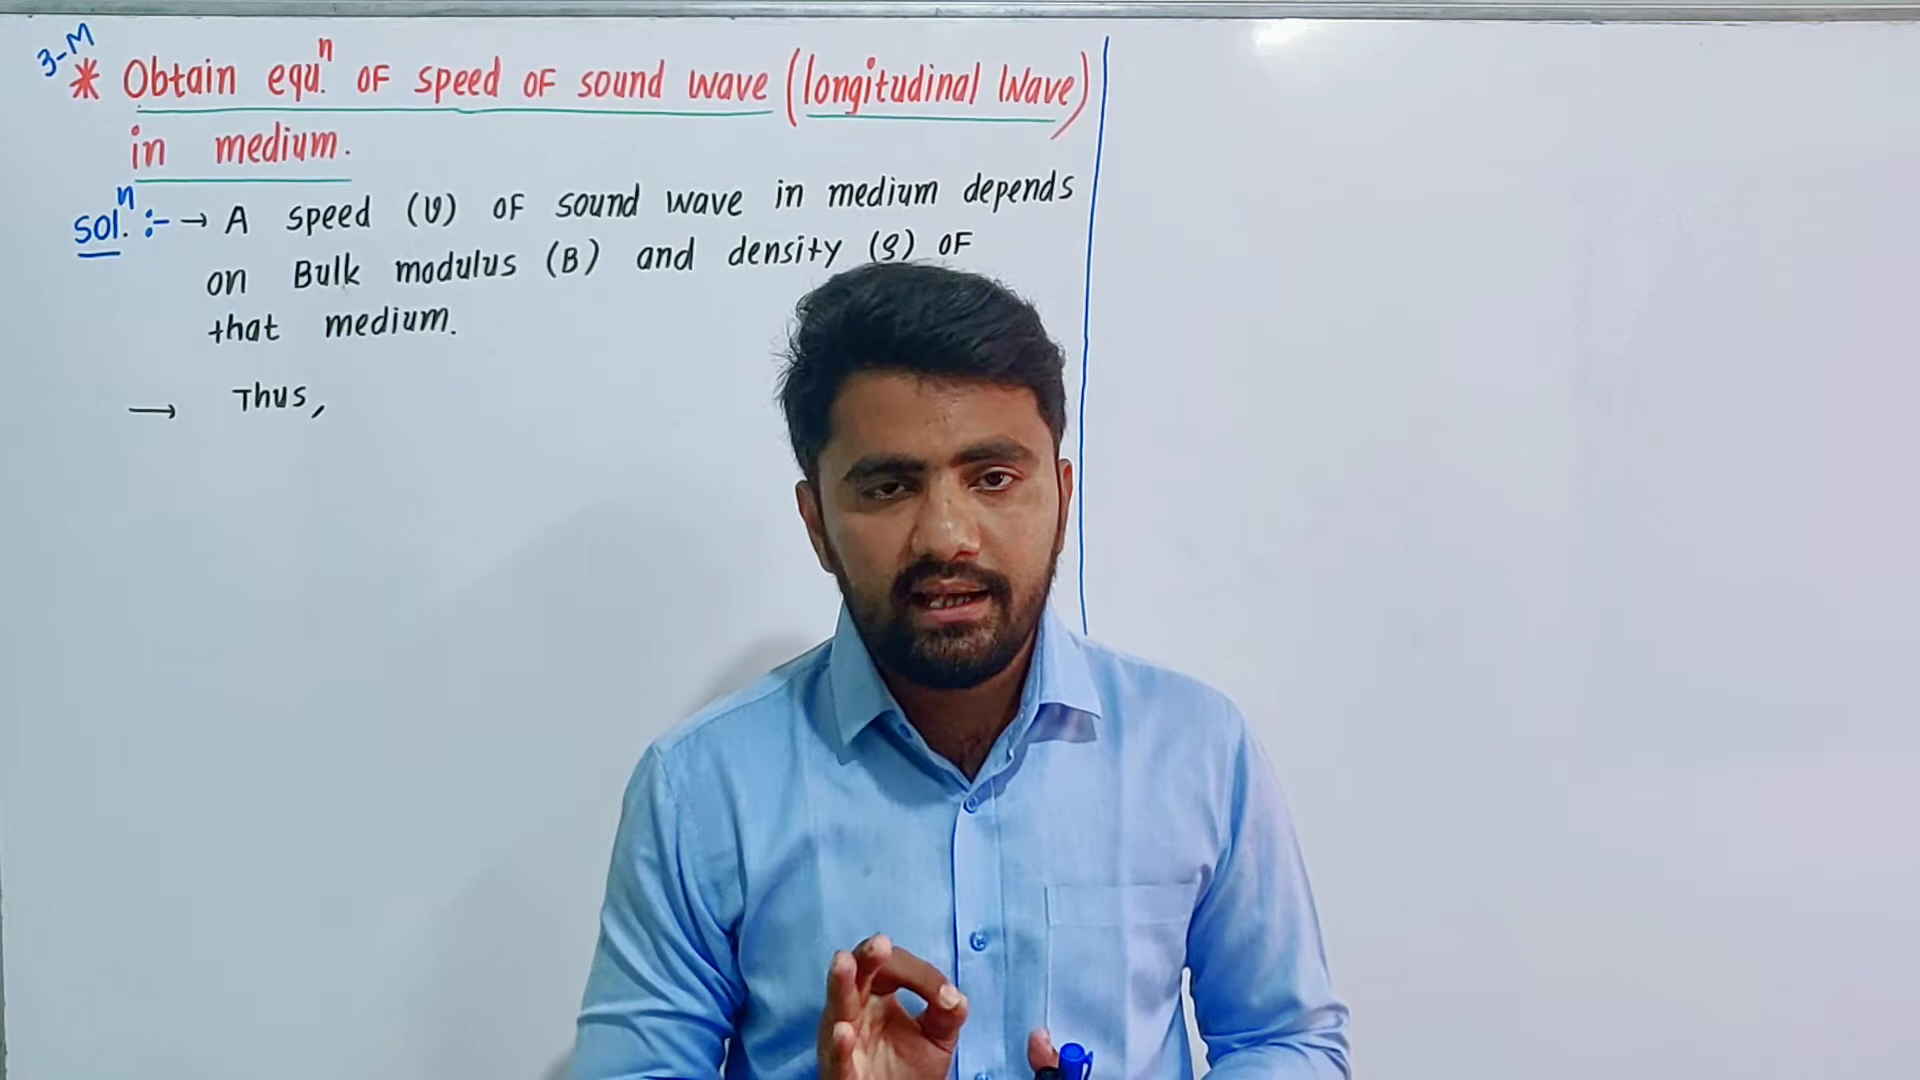 3-M
* Obtain equ.ⁿ OF speed OF sound wave (longitudinal Wave)
in medium.
Sol.ⁿ :- → A speed (υ) OF sound wave in medium depends
on Bulk modulus (B) and density (ρ) OF
that medium.
→ Thus,